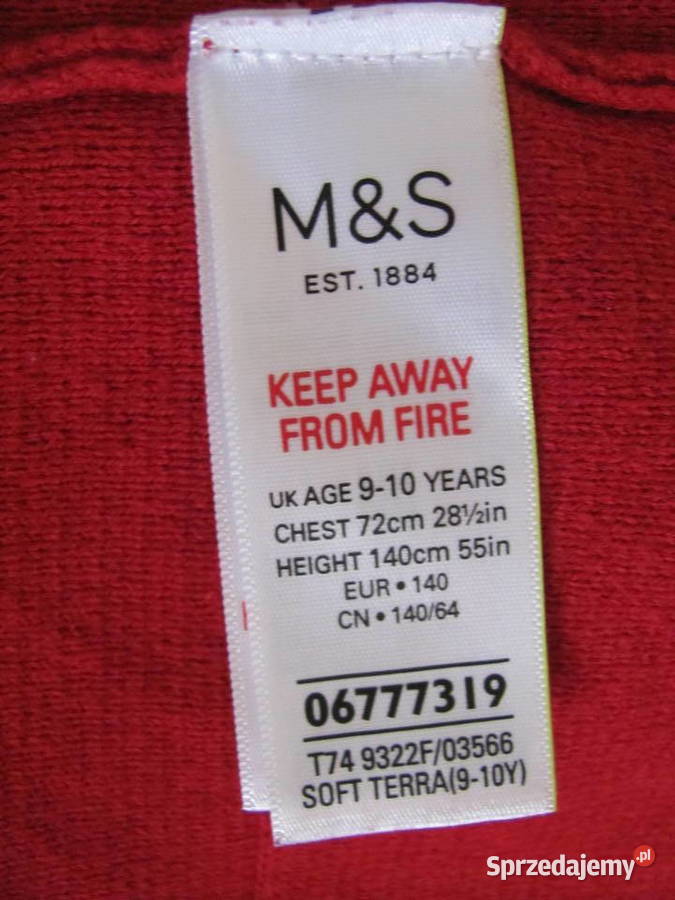 M&S
EST. 1884
KEEP AWAY
FROM FIRE
UK AGE 9-10 YEARS
CHEST 72cm 28½in
HEIGHT 140cm 55in
EUR • 140
CN • 140/64
06777319
T74 9322F/03566
SOFT TERRA(9-10Y)
Sprzedajemy.pl